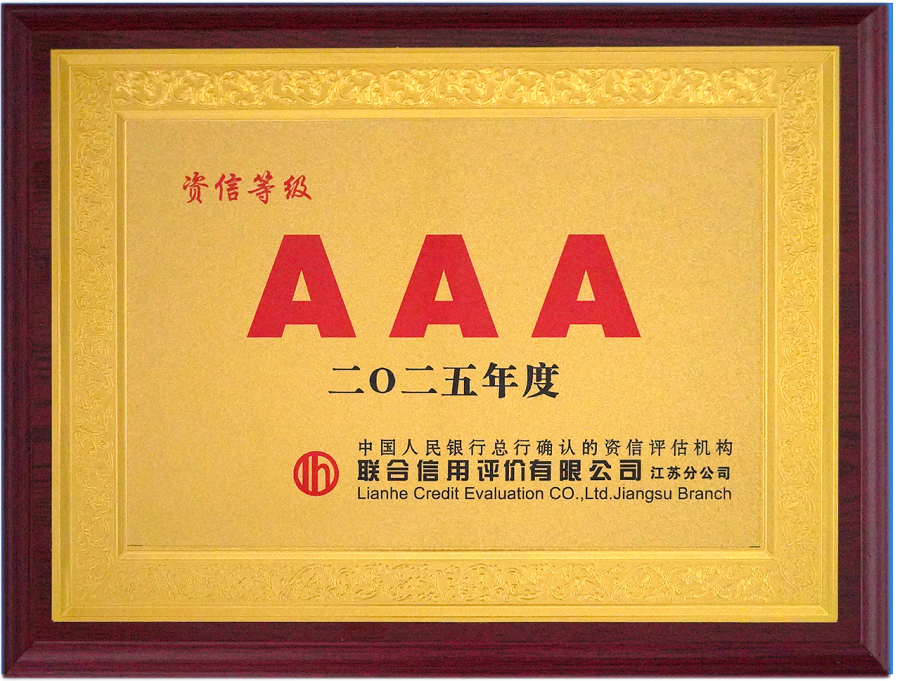 资信等级
AAA
二O二五年度
中国人民银行总行确认的资信评估机构
联合信用评价有限公司 江苏分公司
Lianhe Credit Evaluation CO.,Ltd.Jiangsu Branch